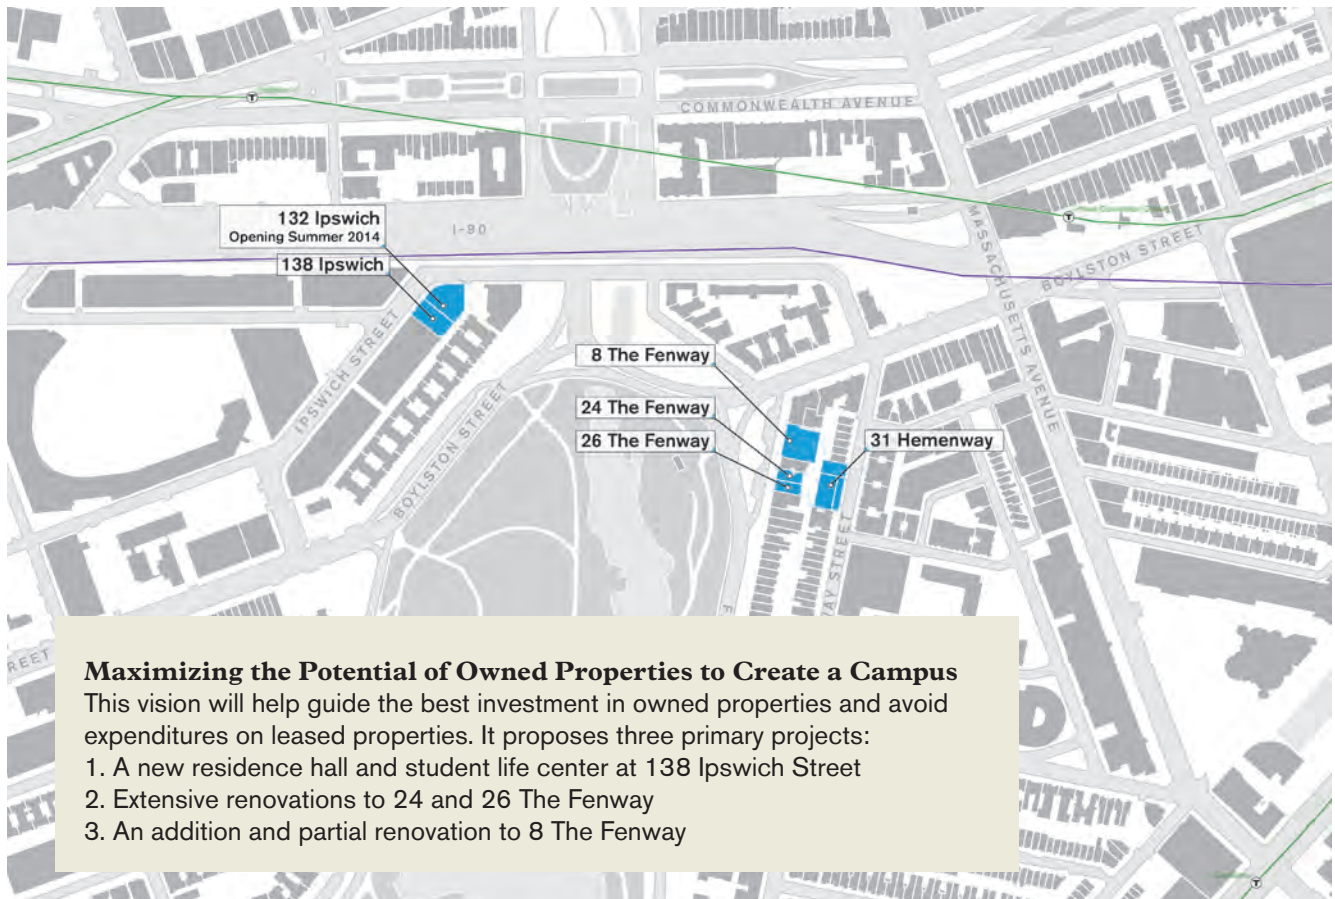 COMMONWEALTH AVENUE
132 Ipswich
Opening Summer 2014
I-90
138 Ipswich
MASSACHUSETTS AVENUE
BOYLSTON STREET
IPSWICH STREET
8 The Fenway
24 The Fenway
26 The Fenway
31 Hemenway
BOYLSTON STREET
WAY STREET
REET
Maximizing the Potential of Owned Properties to Create a Campus
This vision will help guide the best investment in owned properties and avoid
expenditures on leased properties. It proposes three primary projects:
1. A new residence hall and student life center at 138 Ipswich Street
2. Extensive renovations to 24 and 26 The Fenway
3. An addition and partial renovation to 8 The Fenway
T
T
T